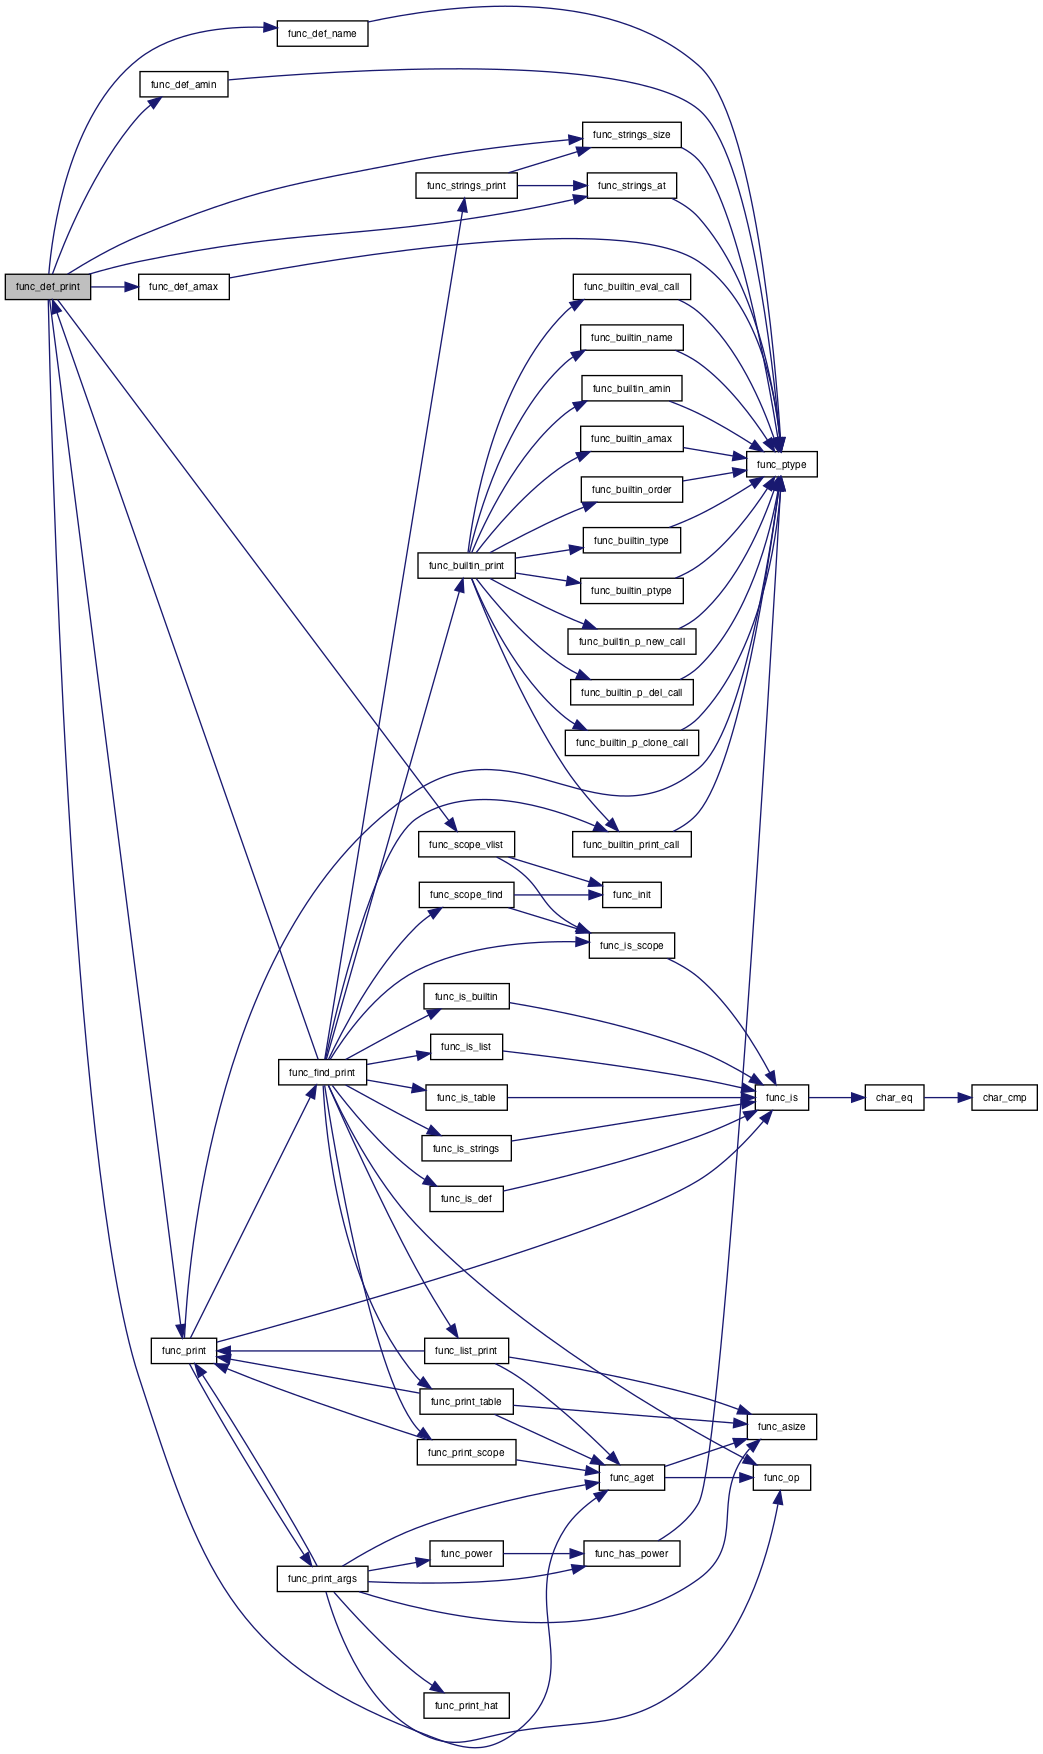 func_def_name
func_def_amin
func_strings_size
func_strings_print
func_strings_at
func_def_print
func_def_amax
func_builtin_eval_call
func_builtin_name
func_builtin_amin
func_builtin_amax
func_ptype
func_builtin_order
func_builtin_type
func_builtin_print
func_builtin_ptype
func_builtin_p_new_call
func_builtin_p_del_call
func_builtin_p_clone_call
func_scope_vlist
func_builtin_print_call
func_scope_find
func_init
func_is_scope
func_is_builtin
func_is_list
func_find_print
func_is_table
func_is
char_eq
char_cmp
func_is_strings
func_is_def
func_print
func_list_print
func_print_table
func_asize
func_print_scope
func_aget
func_op
func_power
func_has_power
func_print_args
func_print_hat